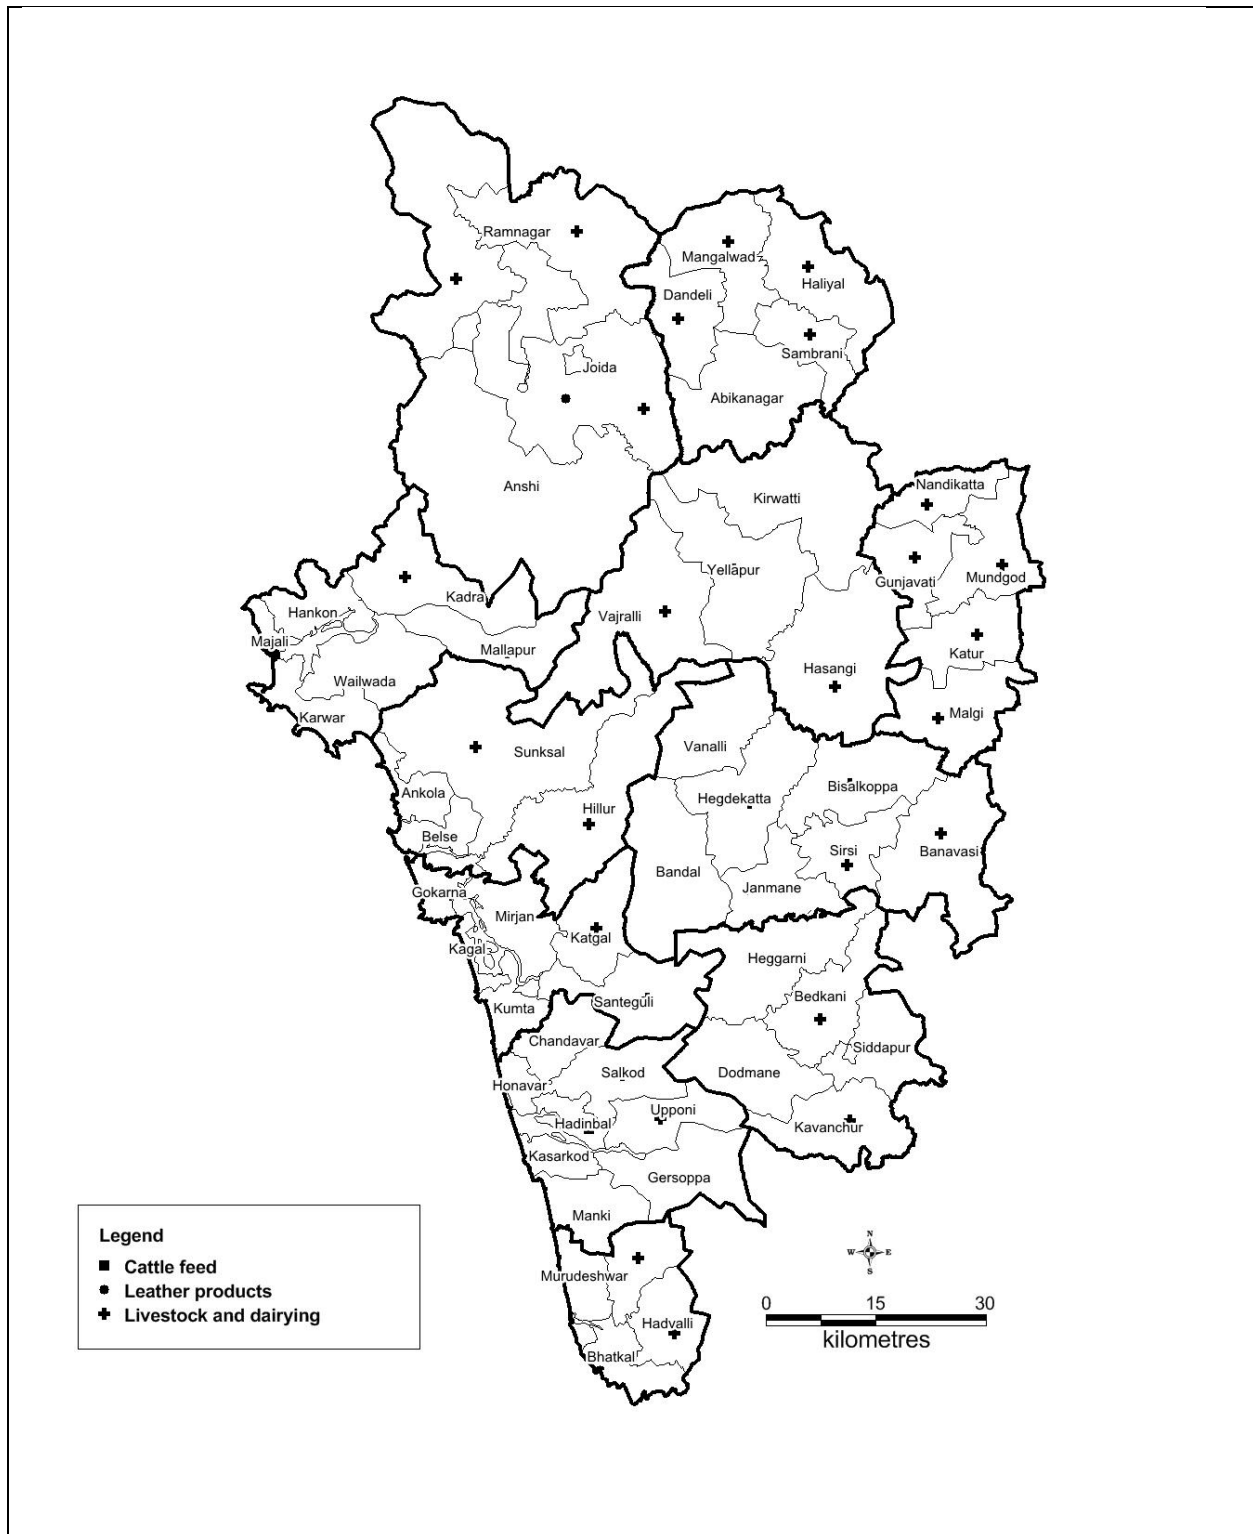 Ramnagar
Mangalwad
Haliyal
Dandeli
Sambrani
Joida
Abikanagar
Anshi
Nandikatta
Kirwatti
Yellapur
Gunjavati
Mundgod
Kadra
Hankon
Vajralli
Majali
Mallapur
Katur
Hasangi
Wailwada
Karwar
Malgi
Sunksal
Vanalli
Bisalkoppa
Ankola
Hegdekatta
Hillur
Belse
Sirsi
Banavasi
Bandal
Janmane
Gokarna
Mirjan
Katgal
Kagal
Heggarni
Bedkani
Santeguli
Kumta
Chandavar
Siddapur
Salkod
Dodmane
Honavar
Upponi
Hadinbal
Kavanchur
Kasarkod
Gersoppa
Manki
Murudeshwar
Hadvalli
Bhatkal
Legend
Cattle feed
Leather products
Livestock and dairying
N
W E
S
0 15 30
kilometres